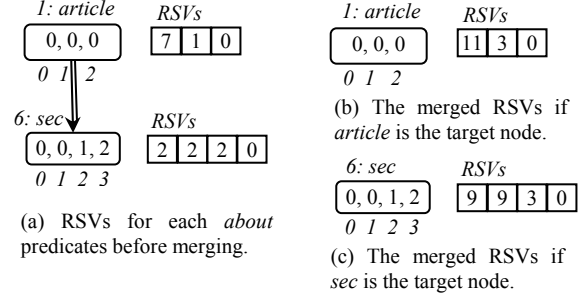 1: article
RSVs
0, 0, 0
7 1 0
0 1 2
6: sec
RSVs
0, 0, 1, 2
2 2 2 0
0 1 2 3
(a) RSVs for each about
predicates before merging.
1: article
RSVs
0, 0, 0
11 3 0
0 1 2
(b) The merged RSVs if
article is the target node.
6: sec
RSVs
0, 0, 1, 2
9 9 3 0
0 1 2 3
(c) The merged RSVs if
sec is the target node.